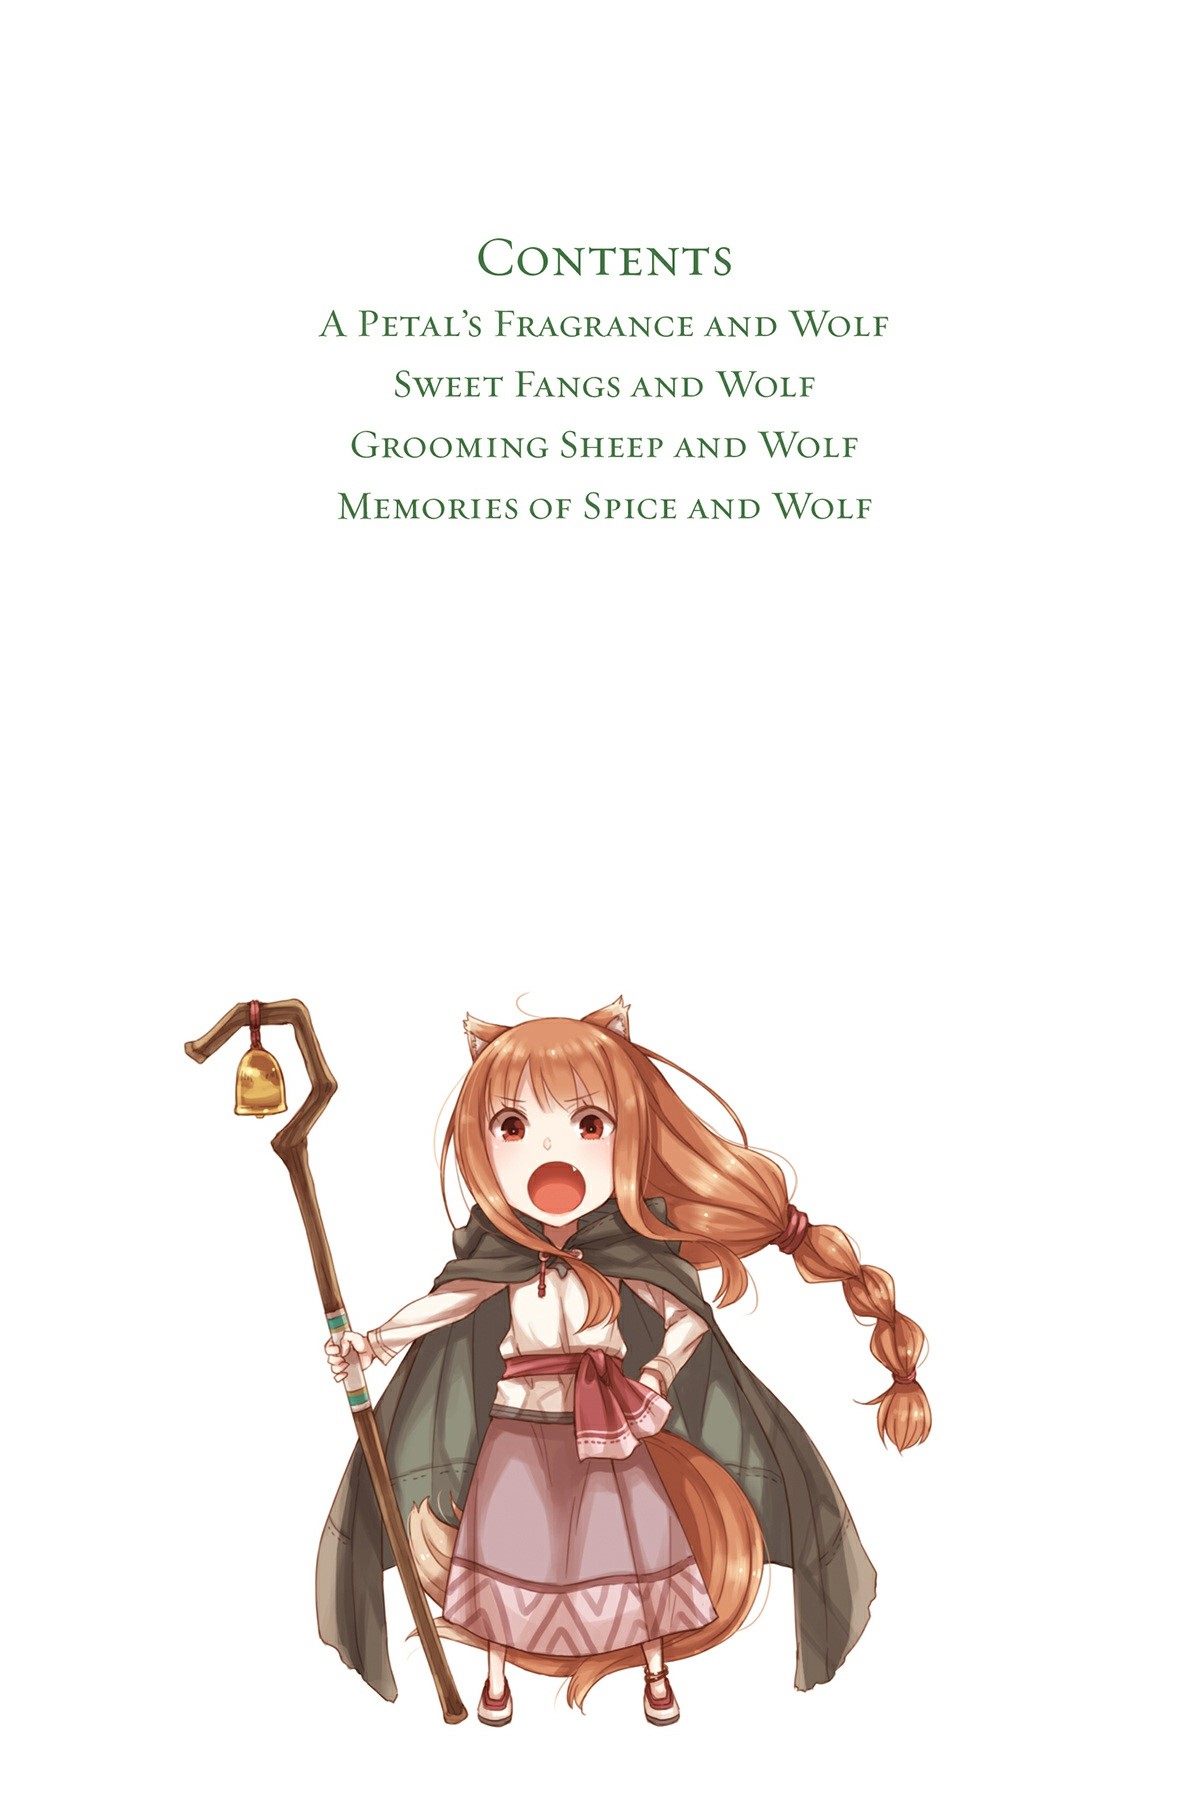 Contents
A Petal’s Fragrance and Wolf
Sweet Fangs and Wolf
Grooming Sheep and Wolf
Memories of Spice and Wolf